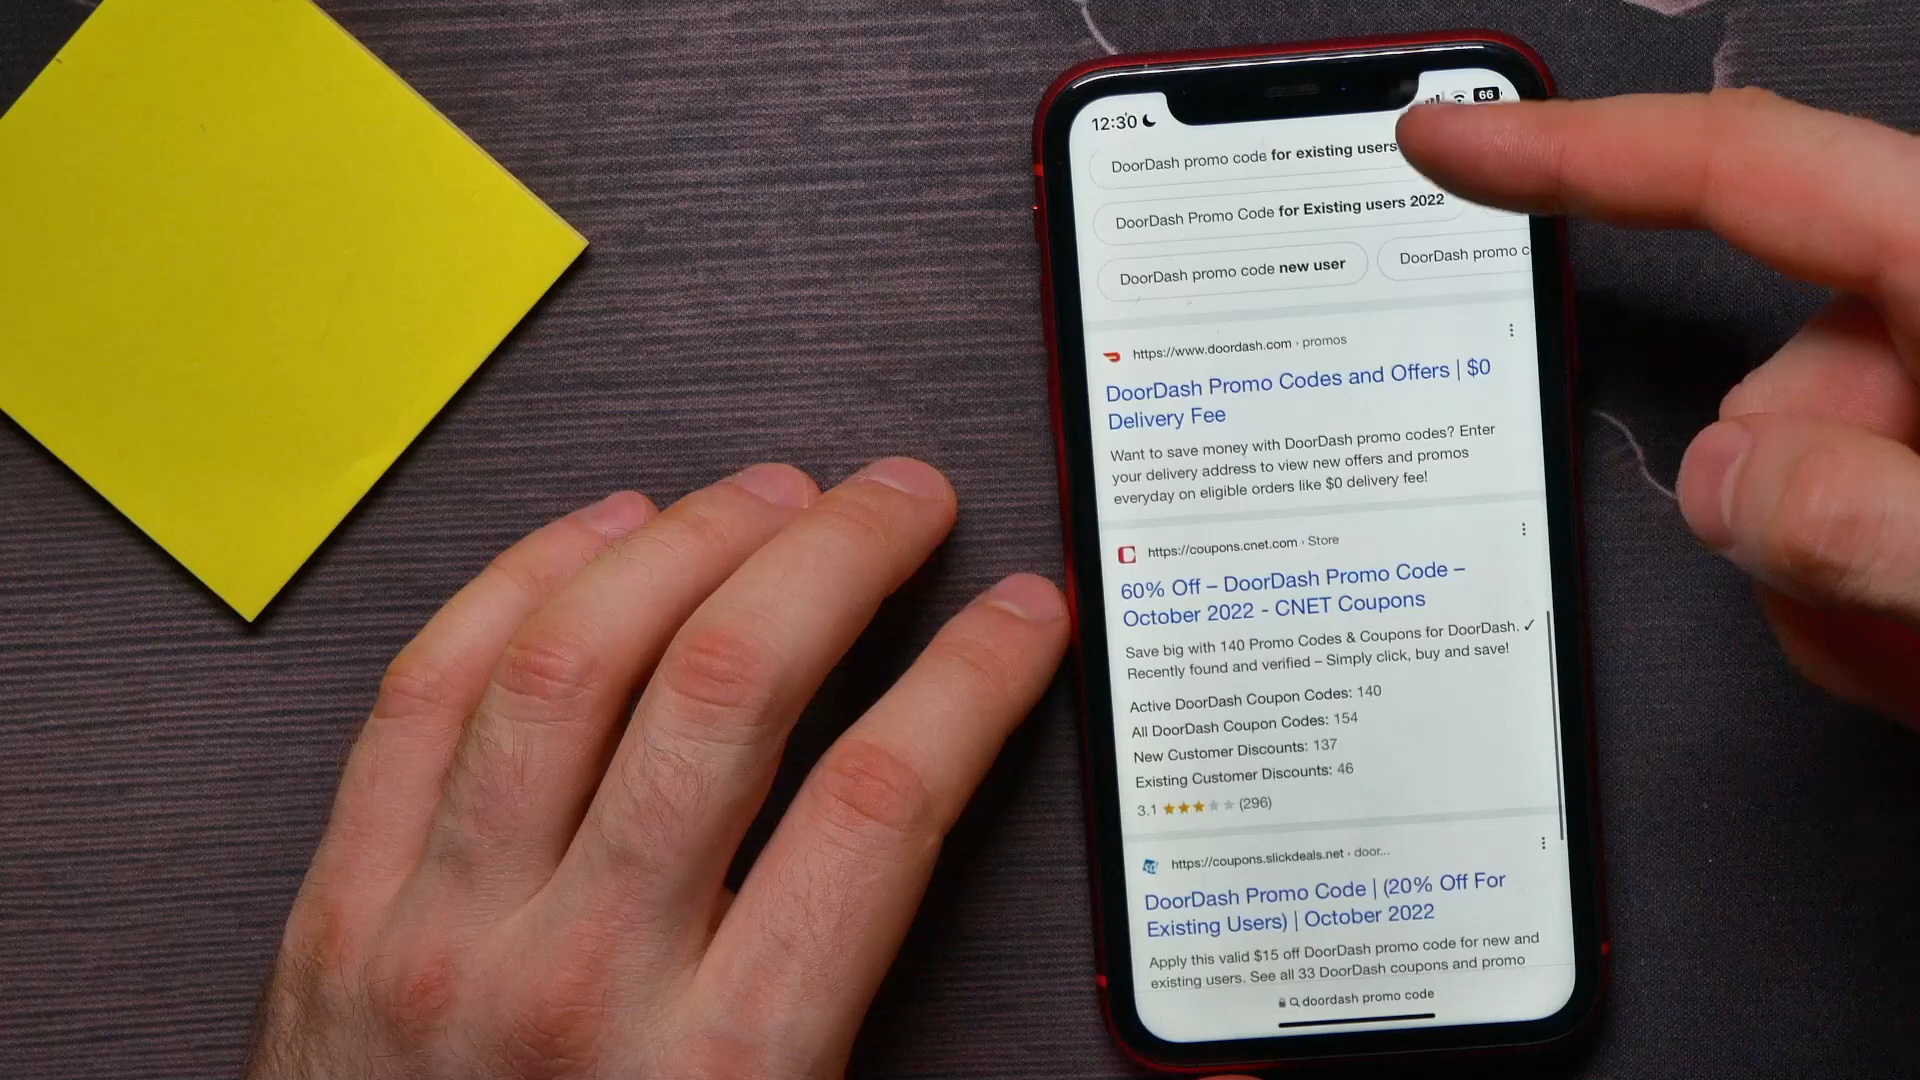 12:30
66
DoorDash promo code for existing users
DoorDash Promo Code for Existing users 2022
DoorDash promo code new user
DoorDash promo c
https://www.doordash.com › promos
DoorDash Promo Codes and Offers | $0
Delivery Fee
Want to save money with DoorDash promo codes? Enter
your delivery address to view new offers and promos
everyday on eligible orders like $0 delivery fee!
https://coupons.cnet.com › Store
60% Off – DoorDash Promo Code –
October 2022 - CNET Coupons
Save big with 140 Promo Codes & Coupons for DoorDash. ✓
Recently found and verified – Simply click, buy and save!
Active DoorDash Coupon Codes: 140
All DoorDash Coupon Codes: 154
New Customer Discounts: 137
Existing Customer Discounts: 46
3.1 ★★★☆☆ (296)
https://coupons.slickdeals.net › door...
DoorDash Promo Code | (20% Off For
Existing Users) | October 2022
Apply this valid $15 off DoorDash promo code for new and
existing users. See all 33 DoorDash coupons and promo
doordash promo code